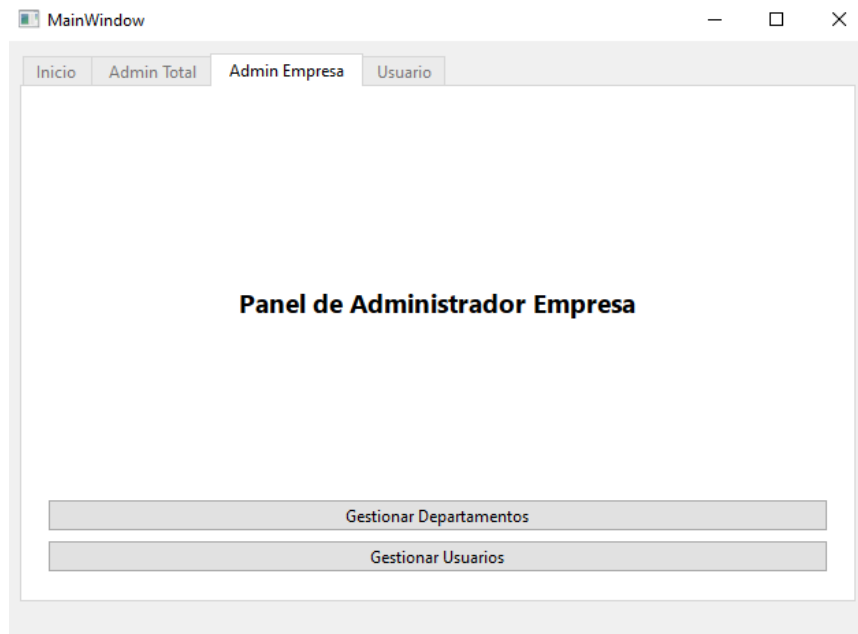 MainWindow
Inicio Admin Total Admin Empresa Usuario
Panel de Administrador Empresa
Gestionar Departamentos
Gestionar Usuarios